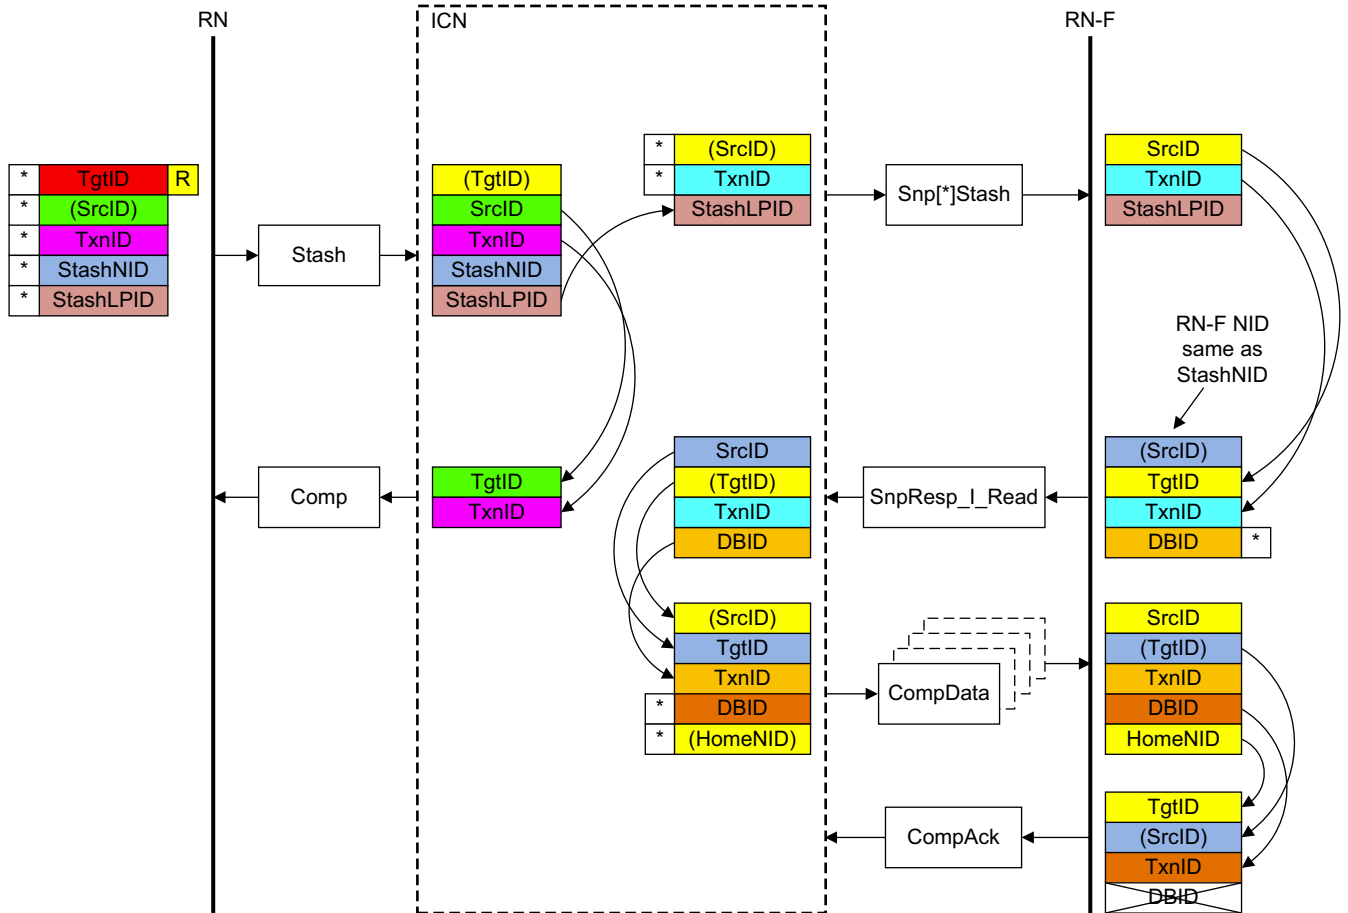 RN
ICN
RN-F
* TgtID R
* (SrcID)
* TxnID
* StashNID
* StashLPID
Stash
(TgtID)
SrcID
TxnID
StashNID
StashLPID
* (SrcID)
* TxnID
StashLPID
Snp[*]Stash
SrcID
TxnID
StashLPID
RN-F NID
same as
StashNID
Comp
TgtID
TxnID
SrcID
(TgtID)
TxnID
DBID
SnpResp_I_Read
(SrcID)
TgtID
TxnID
DBID *
(SrcID)
TgtID
TxnID
* DBID
* (HomeNID)
CompData
SrcID
(TgtID)
TxnID
DBID
HomeNID
CompAck
TgtID
(SrcID)
TxnID
DBID